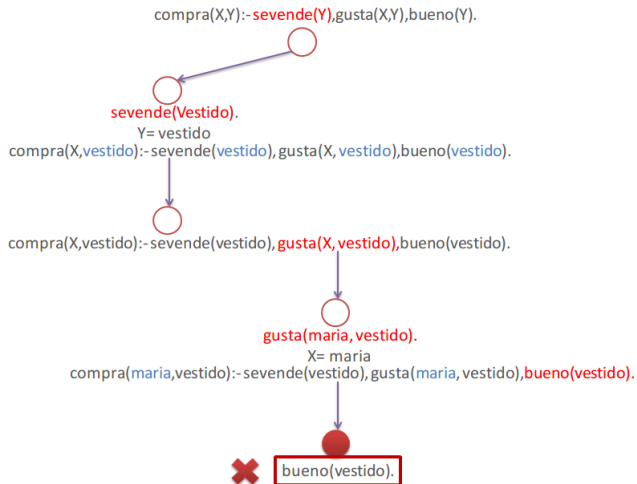 compra(X,Y):-sevende(Y),gusta(X,Y),bueno(Y).
sevende(Vestido).
Y= vestido
compra(X,vestido):-sevende(vestido), gusta(X, vestido),bueno(vestido).
compra(X,vestido):-sevende(vestido), gusta(X, vestido),bueno(vestido).
gusta(maria, vestido).
X= maria
compra(maria,vestido):-sevende(vestido), gusta(maria, vestido),bueno(vestido).
bueno(vestido).